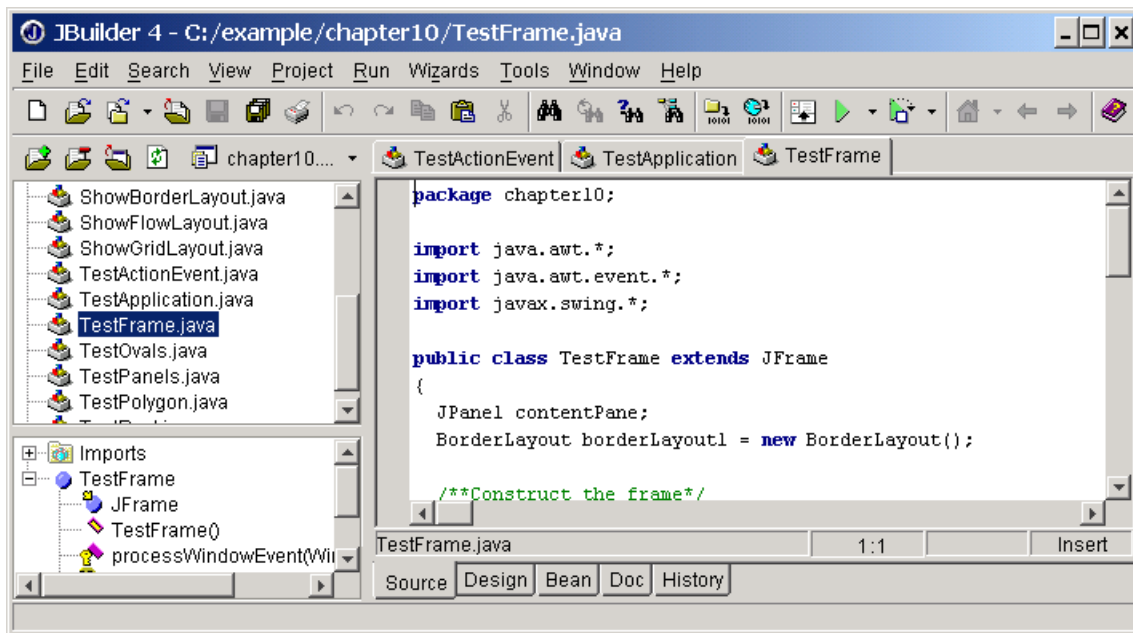 JBuilder 4 - C:/example/chapter10/TestFrame.java
File Edit Search View Project Run Wizards Tools Window Help
chapter10....
TestActionEvent TestApplication TestFrame
ShowBorderLayout.java
ShowFlowLayout.java
ShowGridLayout.java
TestActionEvent.java
TestApplication.java
TestFrame.java
TestOvals.java
TestPanels.java
TestPolygon.java
Imports
TestFrame
JFrame
TestFrame()
processWindowEvent(Wi
package chapter10;
import java.awt.*;
import java.awt.event.*;
import javax.swing.*;
public class TestFrame extends JFrame
{
JPanel contentPane;
BorderLayout borderLayout1 = new BorderLayout();
/**Construct the frame*/
TestFrame.java 1:1 Insert
Source Design Bean Doc History